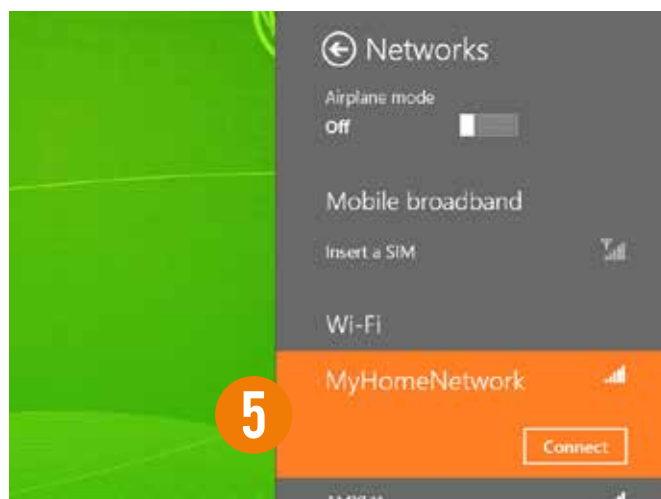 Networks
Airplane mode
Off
Mobile broadband
Insert a SIM
Wi-Fi
MyHomeNetwork
5
Connect